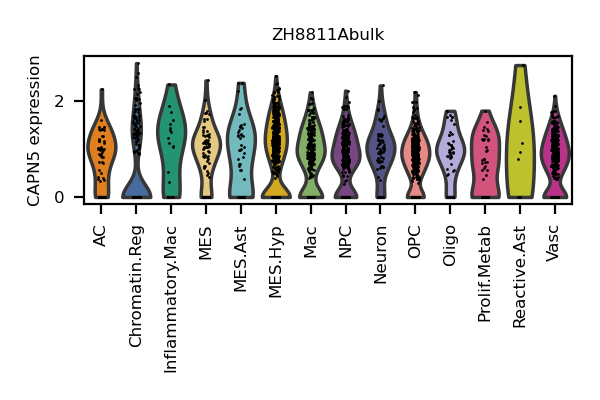 ZH8811Abulk
CAPN5 expression
2
0
AC
Chromatin.Reg
Inflammatory.Mac
MES
MES.Ast
MES.Hyp
Mac
NPC
Neuron
OPC
Oligo
Prolif.Metab
Reactive.Ast
Vasc